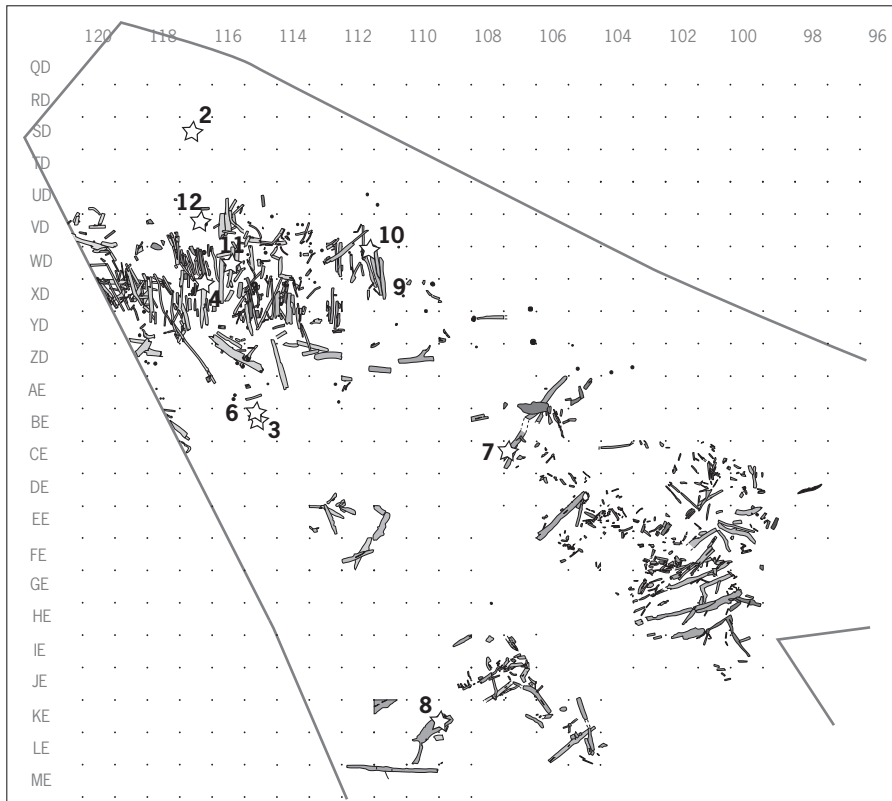 120 118 116 114 112 110 108 106 104 102 100 98 96
QD
RD
2
SD
TD
UD
12
VD
10
11
WD
9
4
XD
YD
ZD
AE
6
BE
3
7
CE
DE
EE
FE
GE
HE
IE
JE
8
KE
LE
ME